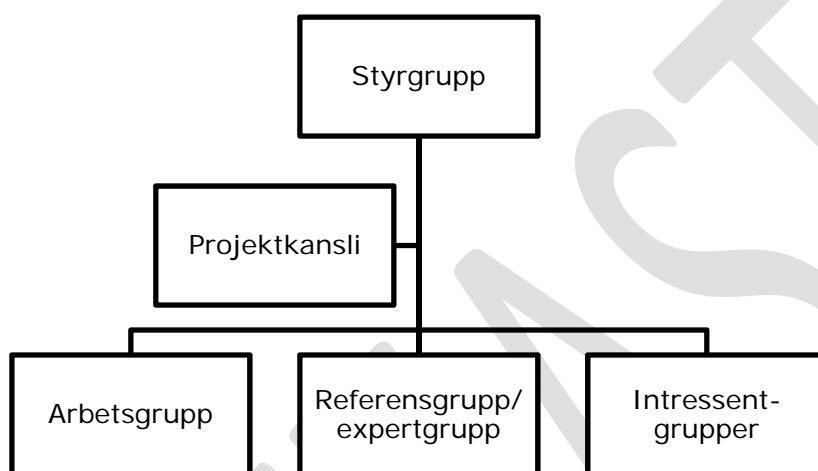 Styrgrupp
Projektkansli
Arbetsgrupp
Referensgrupp/
expertgrupp
Intressent-
grupper